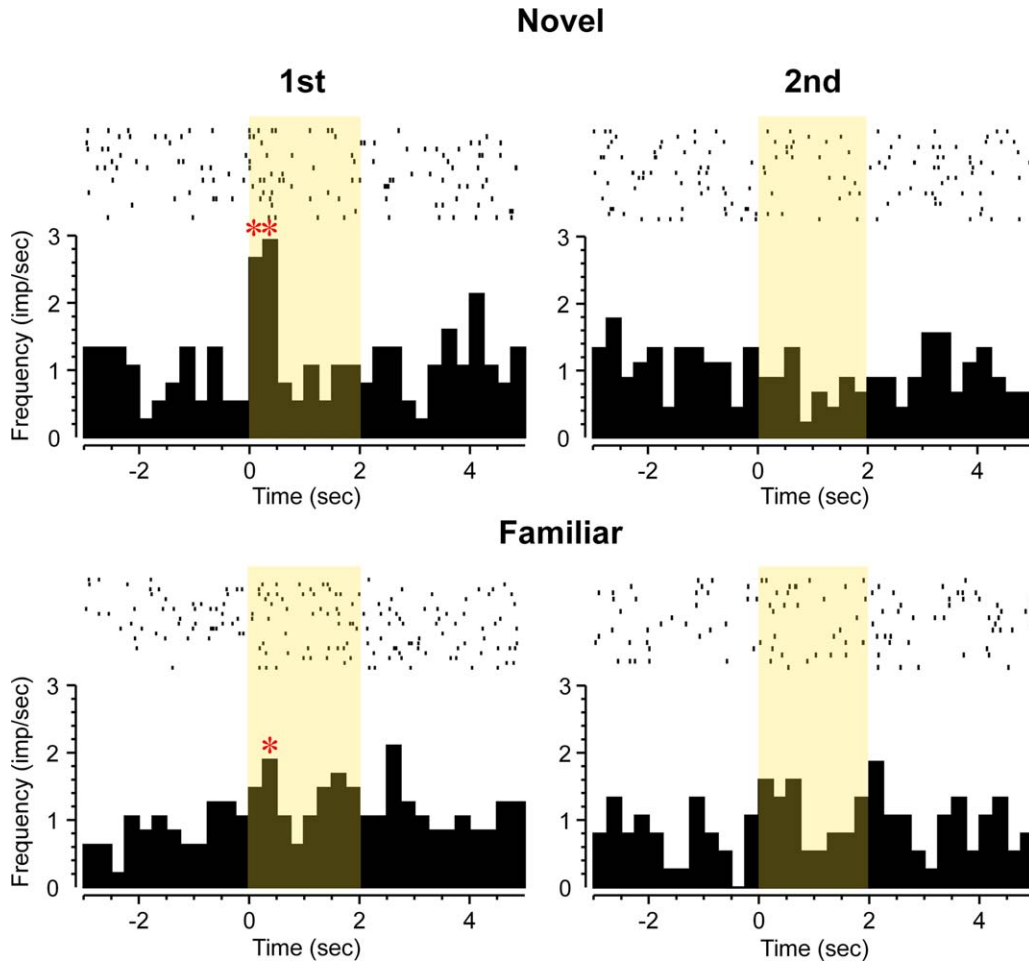 Novel
1st 2nd
**
3 3
2 2
1 1
0 0
Frequency (imp/sec)
-2 0 2 4 -2 0 2 4
Time (sec) Time (sec)
Familiar
*
3 3
2 2
1 1
0 0
Frequency (imp/sec)
-2 0 2 4 -2 0 2 4
Time (sec) Time (sec)